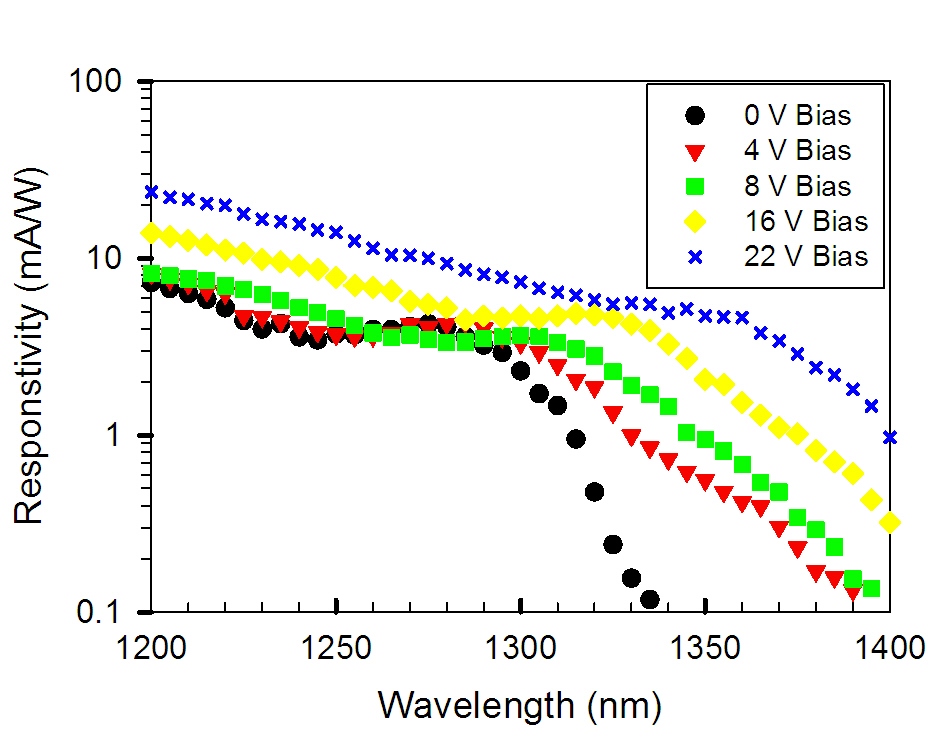 100
10
1
0.1
Responstivity (mA/W)
0 V Bias
4 V Bias
8 V Bias
16 V Bias
22 V Bias
1200 1250 1300 1350 1400
Wavelength (nm)